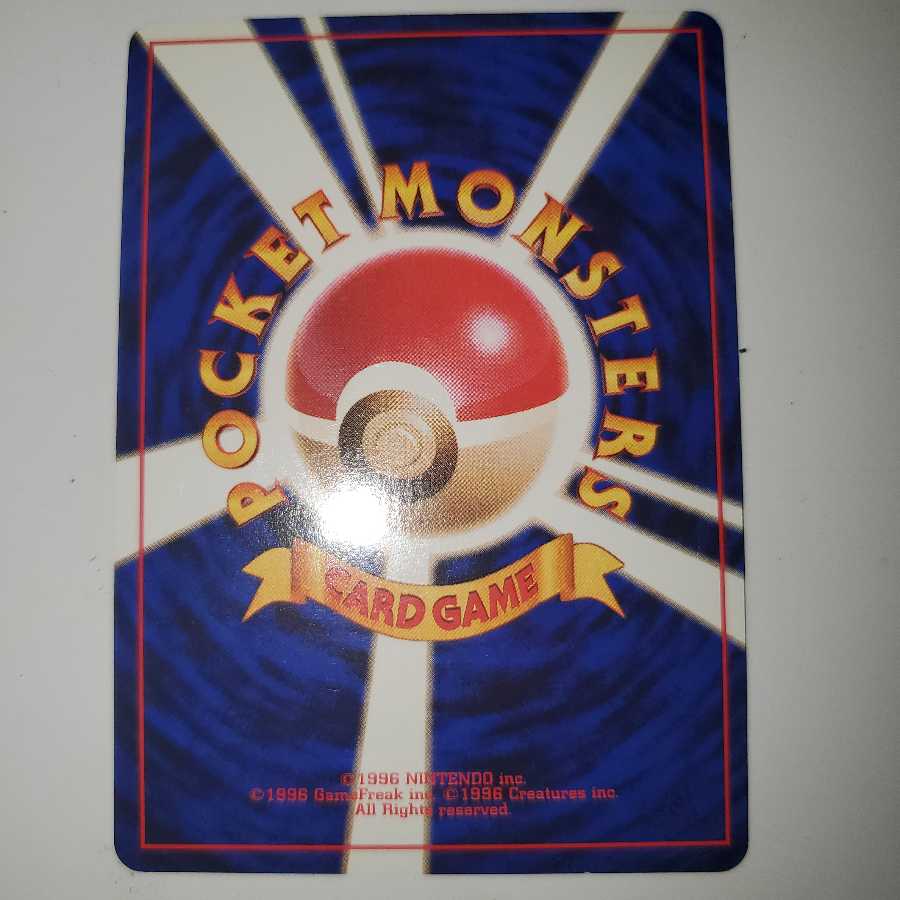 POCKET MONSTERS
CARD GAME
©1996 NINTENDO inc.
©1996 GameFreak inc. ©1996 Creatures inc.
All Rights reserved.